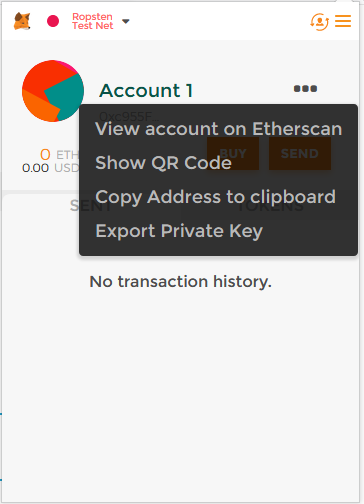 Ropsten
Test Net
Account 1
0xc955F...
View account on Etherscan
0 ETH
BUY
SEND
Show QR Code
0.00 USD
Copy Address to clipboard
SENT
TOKENS
Export Private Key
No transaction history.